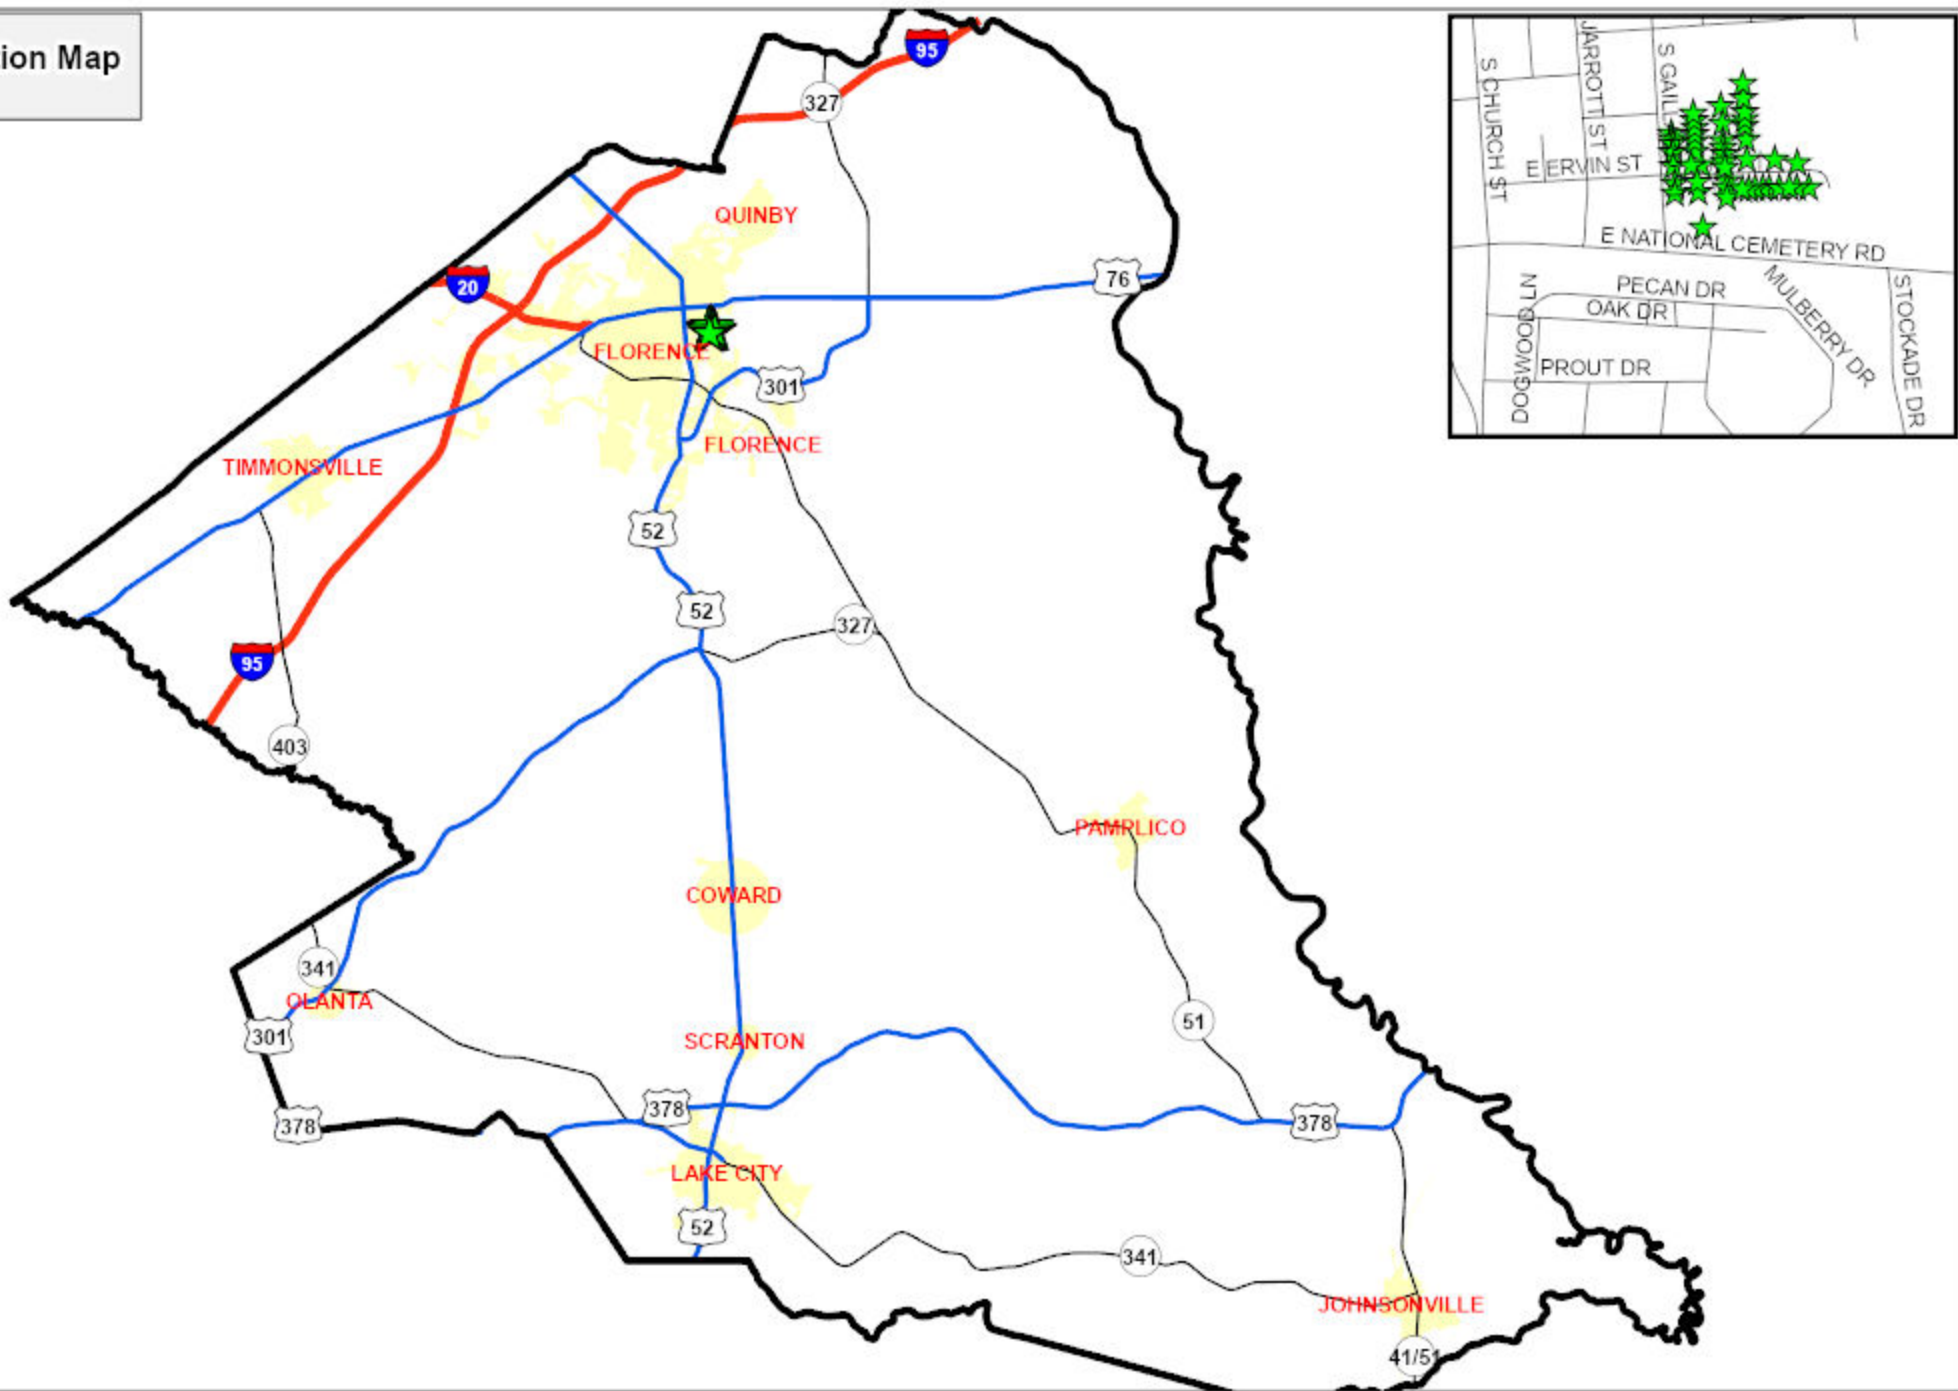 ion Map
95
327
QUINBY
20
76
FLORENCE
301
FLORENCE
TIMMONSVILLE
52
52
327
95
403
PAMPLICO
COWARD
341
OLANTA
301
51
SCRANTON
378
378
378
LAKE CITY
52
341
JOHNSONVILLE
41/51
S CHURCH ST
JARROTT ST
S GAIL
E ERVIN ST
E NATIONAL CEMETERY RD
DOGWOOD LN
PECAN DR
OAK DR
MULBERRY DR
STOCKADE DR
PROUT DR